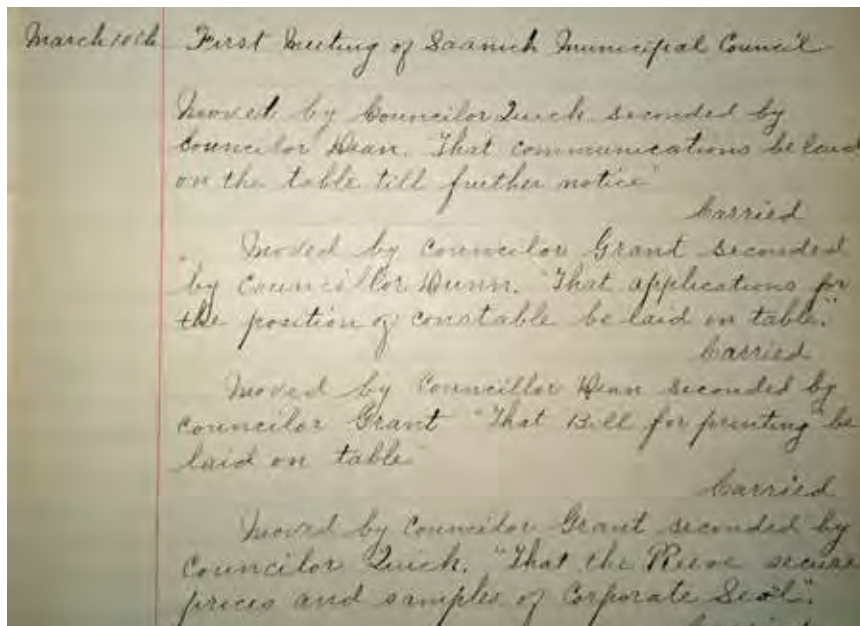 March 10th First Meeting of Saanich Municipal Council
Moved by Councilor Quick seconded by
Councilor Dean. "That communications be laid
on the table till further notice"
Carried
Moved by Councilor Grant seconded
by Councillor Dunn. "That applications for
the position of constable be laid on table."
Carried
Moved by Councillor Dean seconded by
Councilor Grant "That Bill for printing" be
laid on table
Carried
Moved by Councilor Grant seconded by
Councilor Quick. "That the Reeve secure
prices and samples of Corporate Seal".
Carried